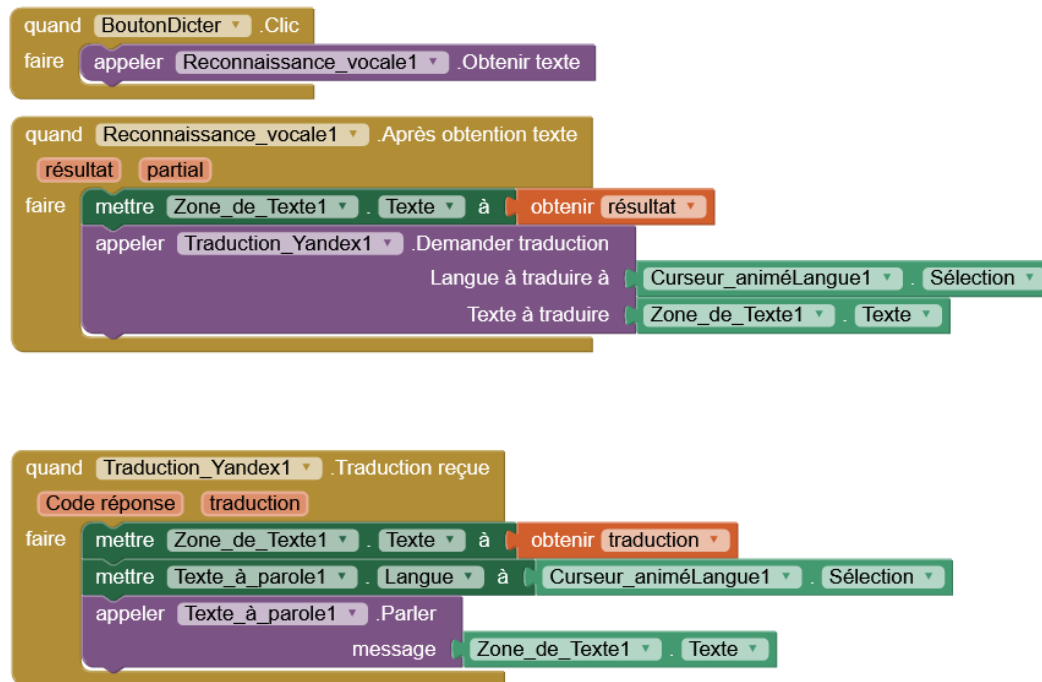 quand BoutonDicter .Clic
faire appeler Reconnaissance_vocale1 .Obtenir texte
quand Reconnaissance_vocale1 .Après obtention texte
résultat partial
faire mettre Zone_de_Texte1 . Texte à obtenir résultat
appeler Traduction_Yandex1 .Demander traduction
Langue à traduire à Curseur_animéLangue1 . Sélection
Texte à traduire Zone_de_Texte1 . Texte
quand Traduction_Yandex1 .Traduction reçue
Code réponse traduction
faire mettre Zone_de_Texte1 . Texte à obtenir traduction
mettre Texte_à_parole1 . Langue à Curseur_animéLangue1 . Sélection
appeler Texte_à_parole1 .Parler
message Zone_de_Texte1 . Texte